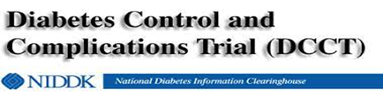 Diabetes Control and
Complications Trial (DCCT)
NIDDK National Diabetes Information Clearinghouse